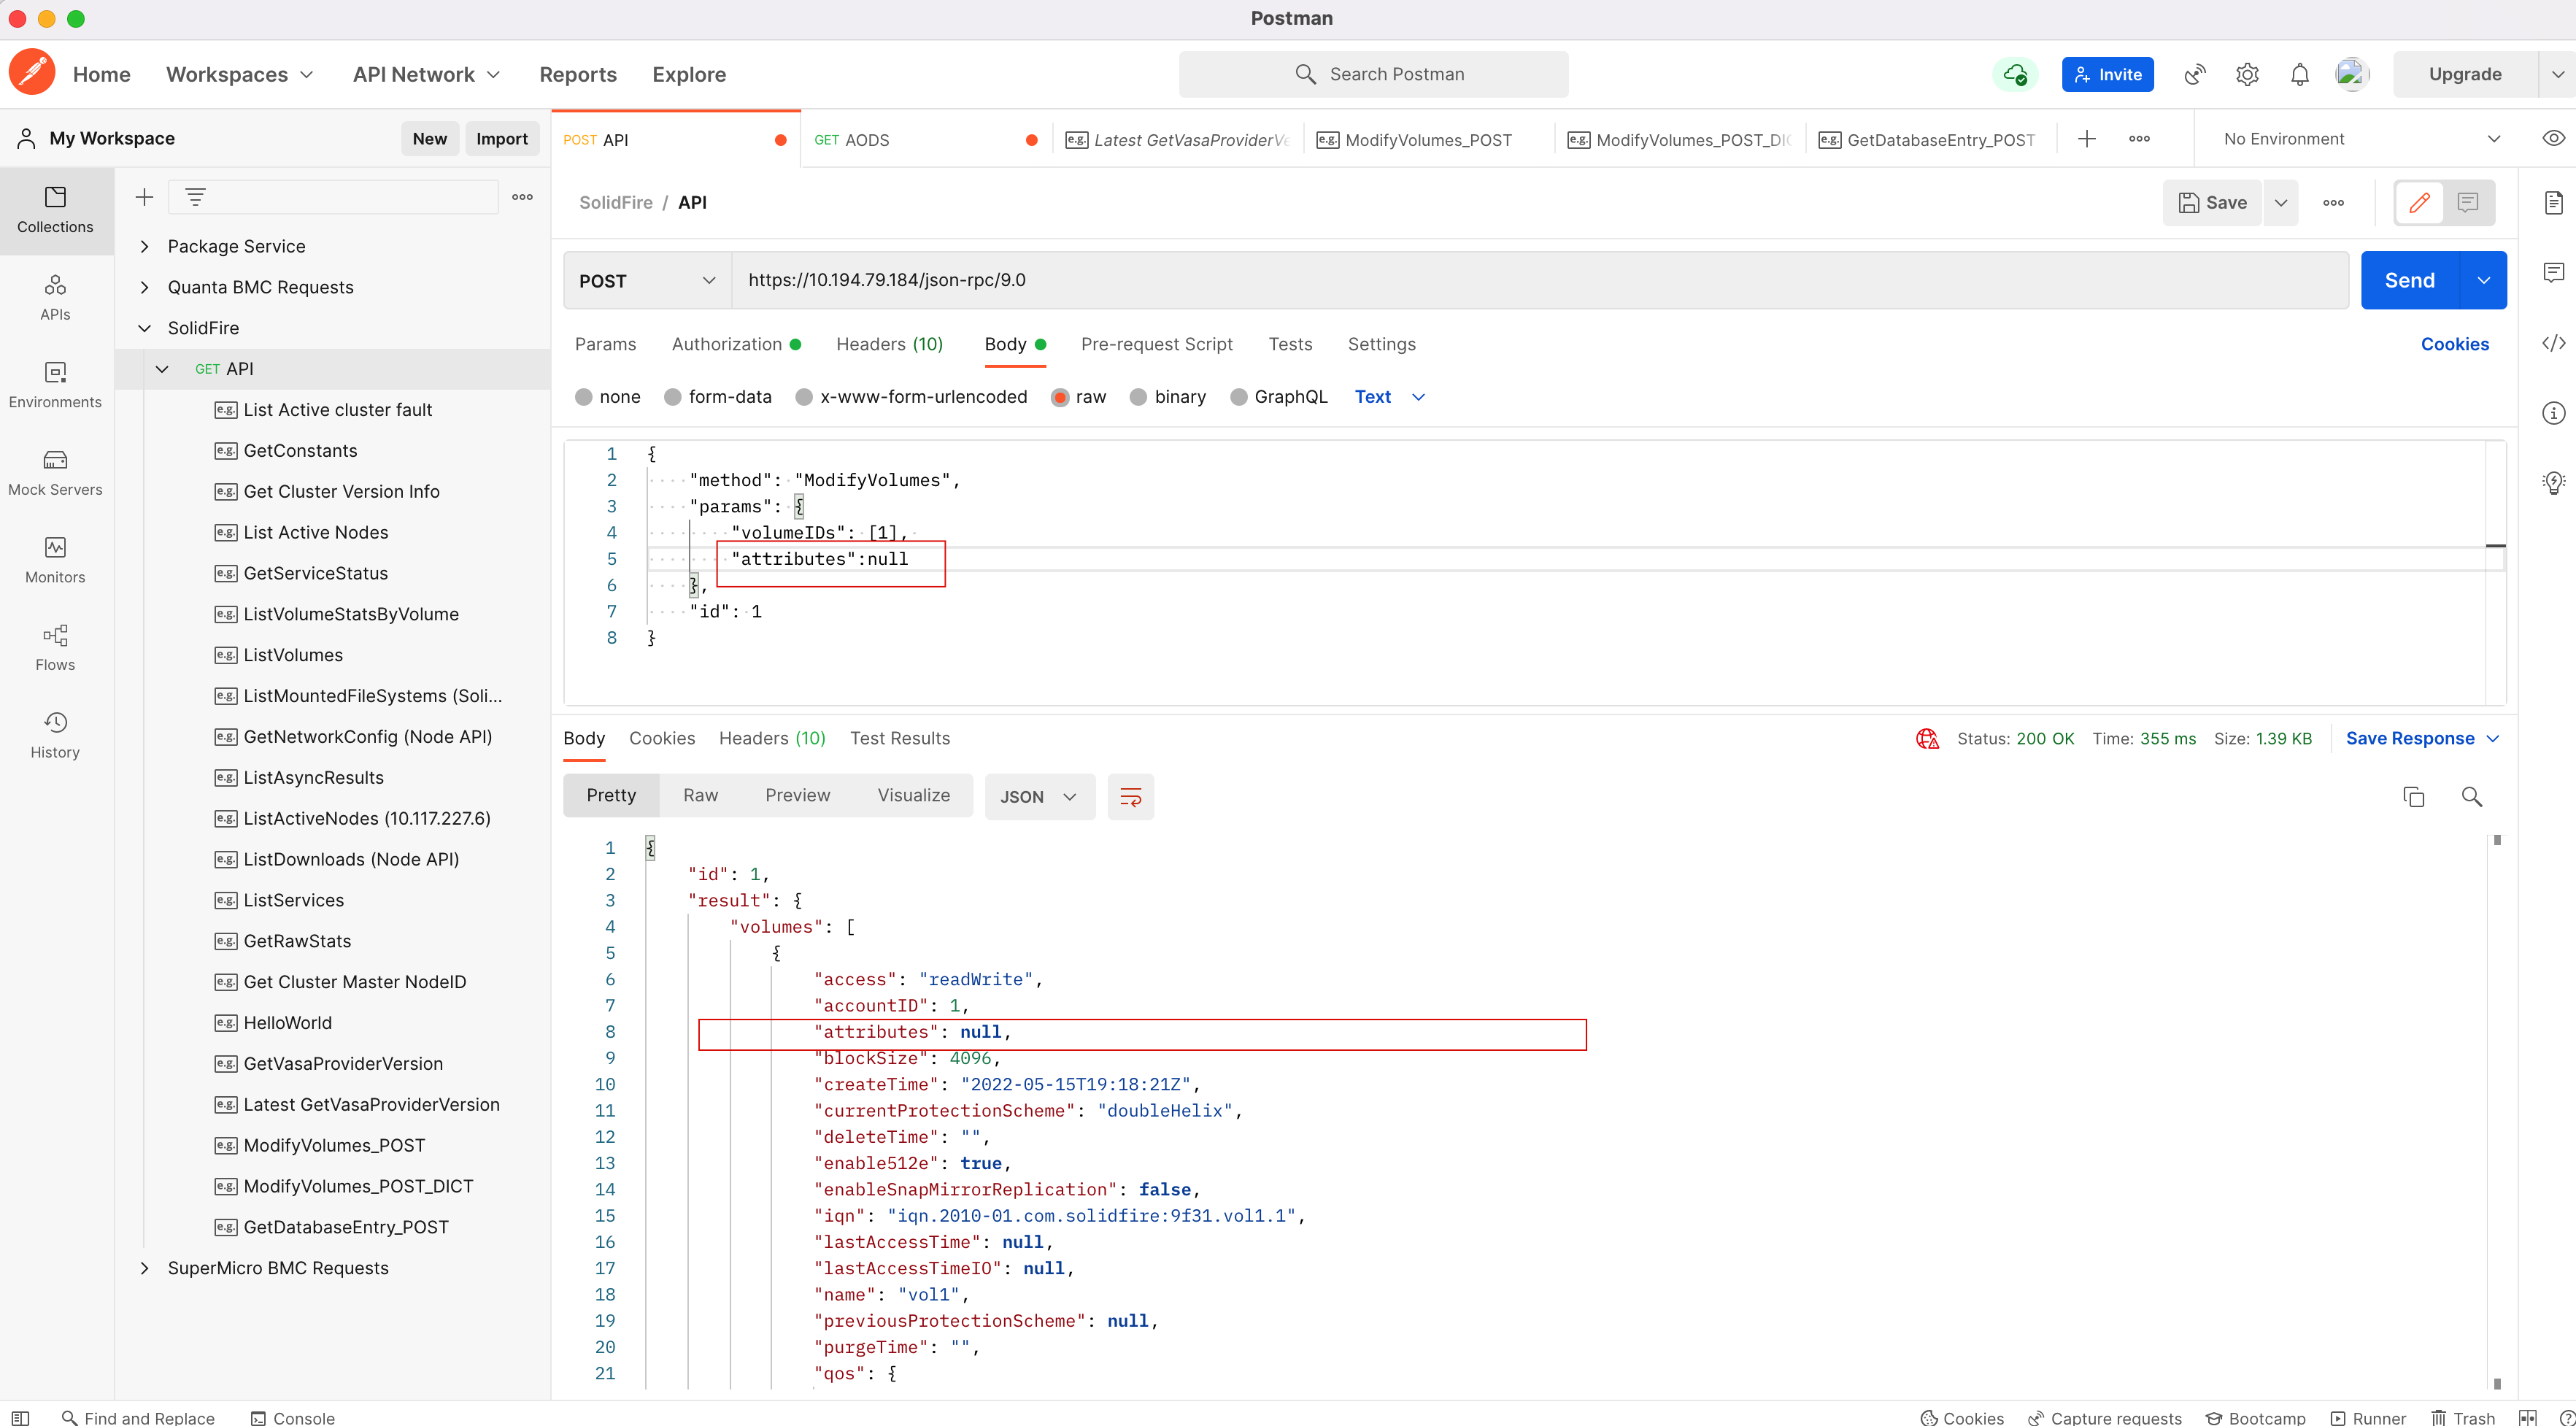 Postman
Home Workspaces API Network Reports Explore Search Postman Invite Upgrade
My Workspace New Import POST API GET AODS e.g. Latest GetVasaProviderVe e.g. ModifyVolumes_POST e.g. ModifyVolumes_POST_DIC e.g. GetDatabaseEntry_POST No Environment
Collections
APIs
Environments
Mock Servers
Monitors
Flows
History
Package Service
Quanta BMC Requests
SolidFire
GET API
e.g. List Active cluster fault
e.g. GetConstants
e.g. Get Cluster Version Info
e.g. List Active Nodes
e.g. GetServiceStatus
e.g. ListVolumeStatsByVolume
e.g. ListVolumes
e.g. ListMountedFileSystems (Soli...
e.g. GetNetworkConfig (Node API)
e.g. ListAsyncResults
e.g. ListActiveNodes (10.117.227.6)
e.g. ListDownloads (Node API)
e.g. ListServices
e.g. GetRawStats
e.g. Get Cluster Master NodeID
e.g. HelloWorld
e.g. GetVasaProviderVersion
e.g. Latest GetVasaProviderVersion
e.g. ModifyVolumes_POST
e.g. ModifyVolumes_POST_DICT
e.g. GetDatabaseEntry_POST
SuperMicro BMC Requests
SolidFire / API Save
POST https://10.194.79.184/json-rpc/9.0 Send
Params Authorization Headers (10) Body Pre-request Script Tests Settings Cookies
none form-data x-www-form-urlencoded raw binary GraphQL Text
1 {
2 "method": "ModifyVolumes",
3 "params": {
4 "volumeIDs": [1],
5 "attributes":null
6 },
7 "id": 1
8 }
Body Cookies Headers (10) Test Results Status: 200 OK Time: 355 ms Size: 1.39 KB Save Response
Pretty Raw Preview Visualize JSON
1 {
2 "id": 1,
3 "result": {
4 "volumes": [
5 {
6 "access": "readWrite",
7 "accountID": 1,
8 "attributes": null,
9 "blockSize": 4096,
10 "createTime": "2022-05-15T19:18:21Z",
11 "currentProtectionScheme": "doubleHelix",
12 "deleteTime": "",
13 "enable512e": true,
14 "enableSnapMirrorReplication": false,
15 "iqn": "iqn.2010-01.com.solidfire:9f31.vol1.1",
16 "lastAccessTime": null,
17 "lastAccessTimeIO": null,
18 "name": "vol1",
19 "previousProtectionScheme": null,
20 "purgeTime": "",
21 "qos": {
Find and Replace Console Cookies Capture requests Bootcamp Runner Trash